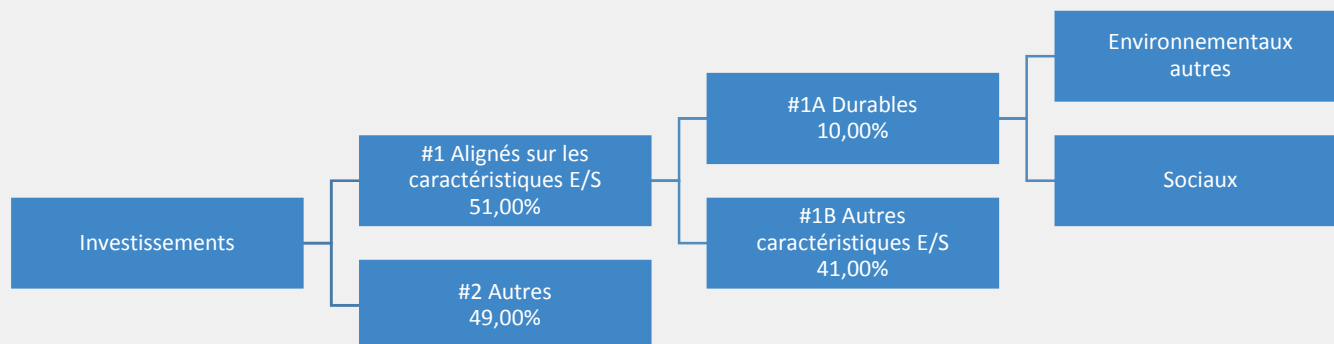 Investissements
#1 Alignés sur les
caractéristiques E/S
51,00%
#2 Autres
49,00%
#1A Durables
10,00%
#1B Autres
caractéristiques E/S
41,00%
Environnementaux
autres
Sociaux